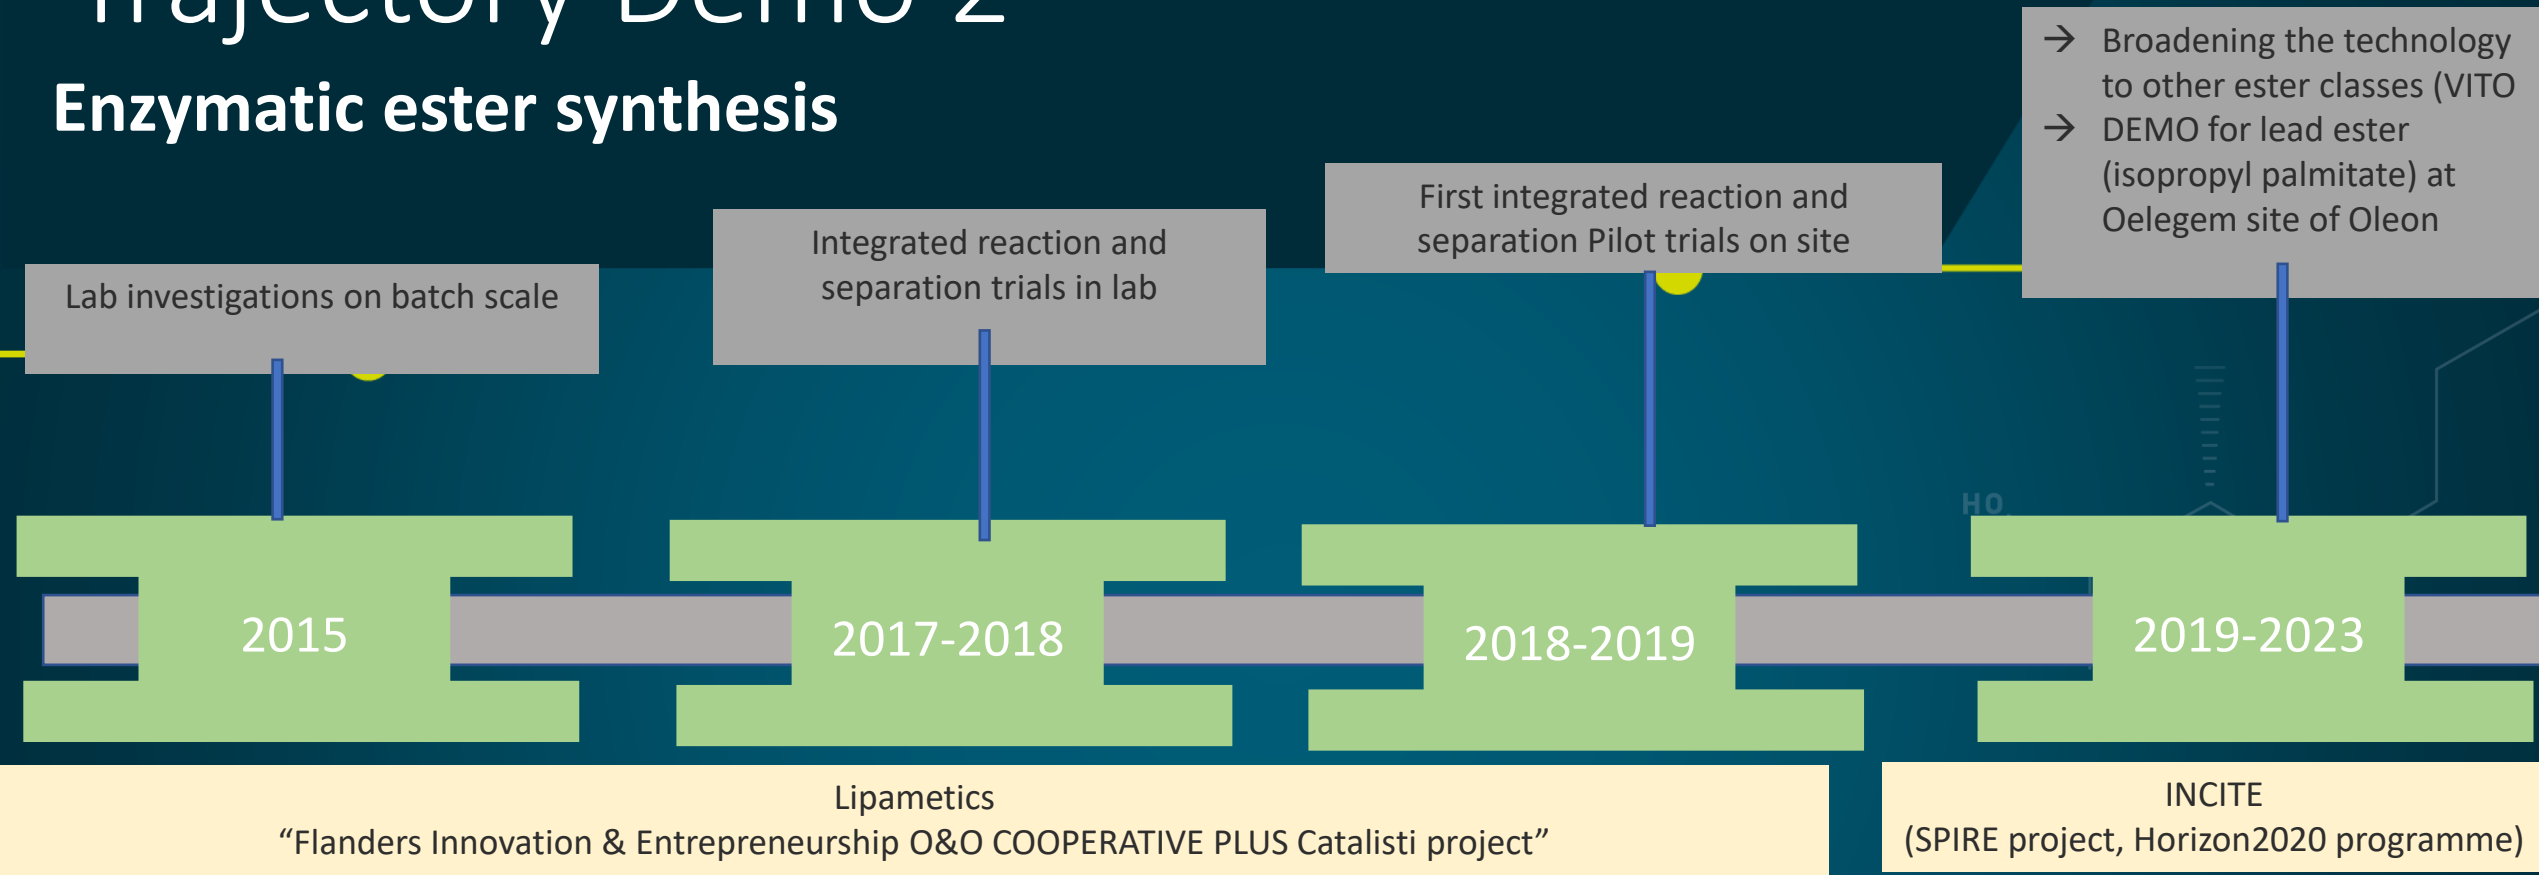 Trajectory Demo 2
Enzymatic ester synthesis
Lab investigations on batch scale
Integrated reaction and
separation trials in lab
First integrated reaction and
separation Pilot trials on site
→ Broadening the technology
to other ester classes (VITO
→ DEMO for lead ester
(isopropyl palmitate) at
Oelegem site of Oleon
HO
2015
2017-2018
2018-2019
2019-2023
Lipametics
“Flanders Innovation & Entrepreneurship O&O COOPERATIVE PLUS Catalisti project”
INCITE
(SPIRE project, Horizon2020 programme)